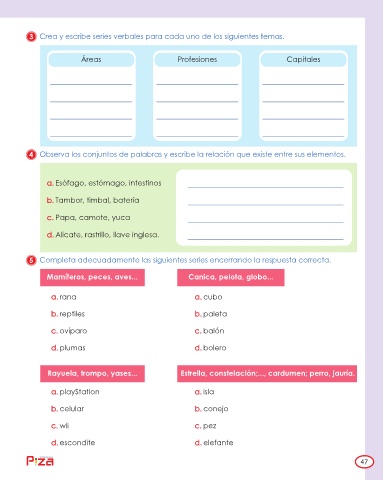 3 Crea y escribe series verbales para cada uno de los siguientes temas.
Áreas
Profesiones
Capitales
4 Observa los conjuntos de palabras y escribe la relación que existe entre sus elementos.
a. Esófago, estómago, intestinos
b. Tambor, timbal, batería
c. Papa, camote, yuca
d. Alicate, rastrillo, llave inglesa.
5 Completa adecuadamente las siguientes series encerrando la respuesta correcta.
Mamíferos, peces, aves...
a. rana
b. reptiles
c. ovíparo
d. plumas
Canica, pelota, globo...
a. cubo
b. paleta
c. balón
d. bolero
Rayuela, trompo, yases...
a. playStation
b. celular
c. wii
d. escondite
Estrella, constelación;..., cardumen; perro, jauría.
a. isla
b. conejo
c. pez
d. elefante
P:za
47